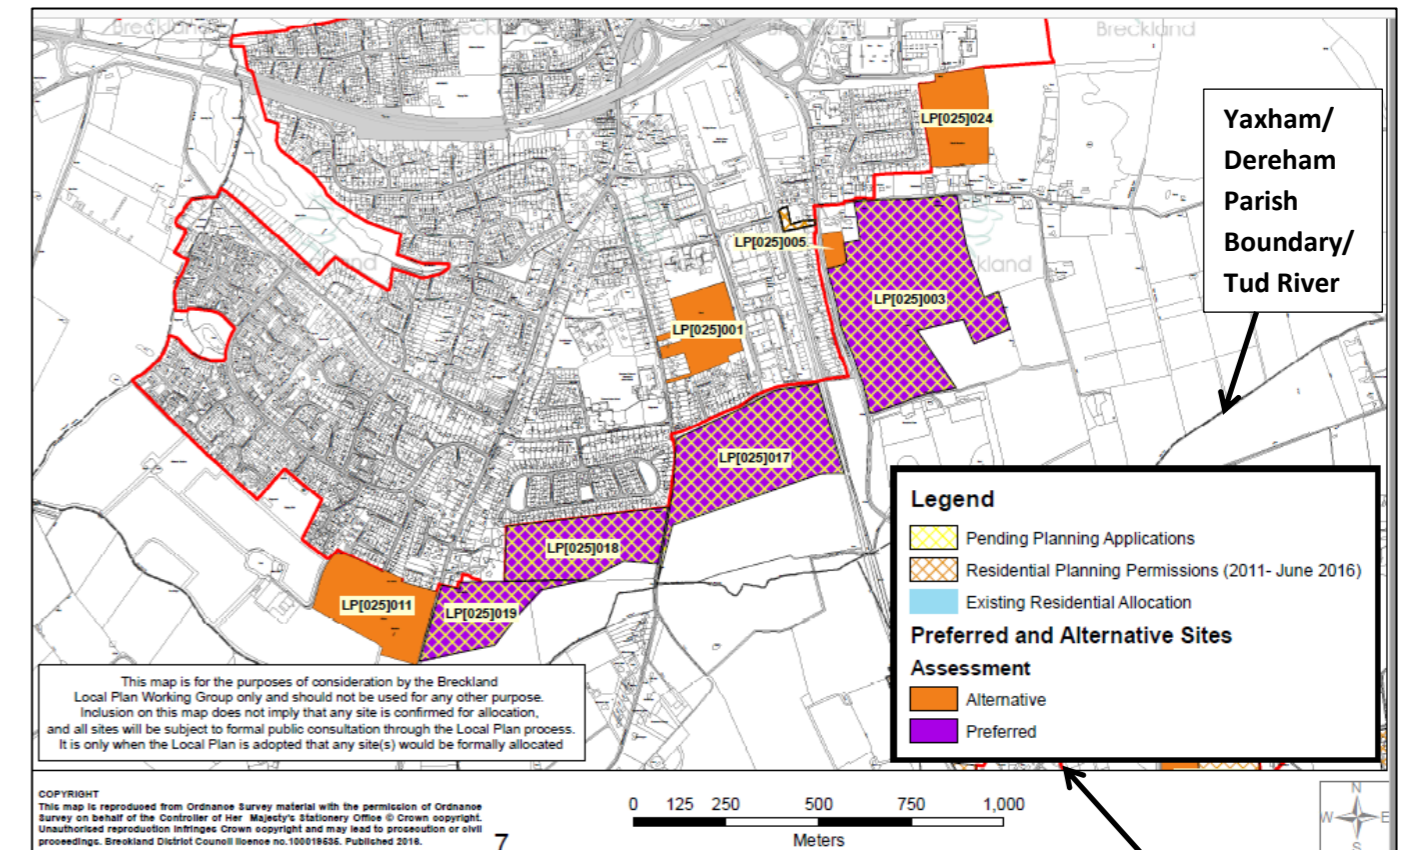 Breckland
Breckland
Breckland
Breckland
LP[025]024
Yaxham/
Dereham
Parish
Boundary/
Tud River
LP[025]005
LP[025]003
LP[025]001
LP[025]017
LP[025]018
LP[025]011
LP[025]019
Legend
Pending Planning Applications
Residential Planning Permissions (2011- June 2016)
Existing Residential Allocation
Preferred and Alternative Sites
Assessment
Alternative
Preferred
This map is for the purposes of consideration by the Breckland
Local Plan Working Group only and should not be used for any other purpose.
Inclusion on this map does not imply that any site is confirmed for allocation,
and all sites will be subject to formal public consultation through the Local Plan process.
It is only when the Local Plan is adopted that any site(s) would be formally allocated
COPYRIGHT
This map is reproduced from Ordnance Survey material with the permission of Ordnance
Survey on behalf of the Controller of Her Majesty's Stationery Office © Crown copyright.
Unauthorised reproduction infringes Crown copyright and may lead to prosecution or civil
proceedings. Breckland District Council licence no.100019535. Published 2016.
7
0 125 250 500 750 1,000
Meters
N
W E
S